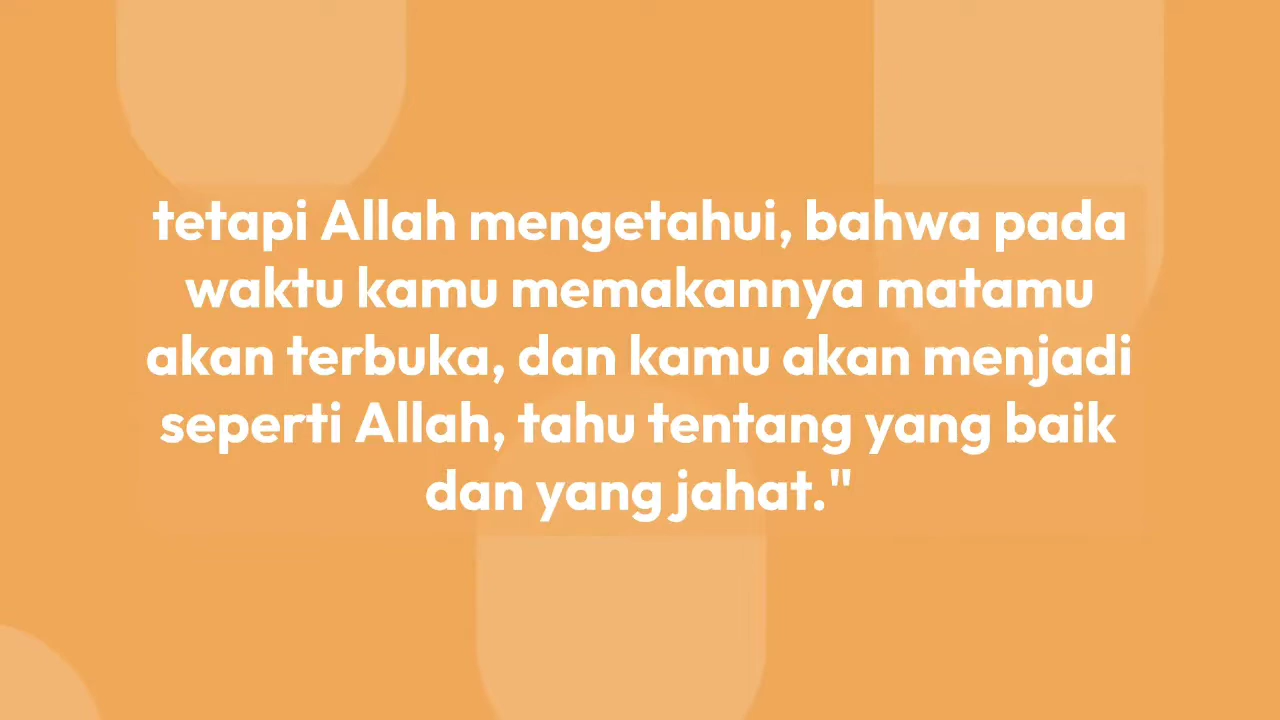 tetapi Allah mengetahui, bahwa pada
waktu kamu memakannya matamu
akan terbuka, dan kamu akan menjadi
seperti Allah, tahu tentang yang baik
dan yang jahat."